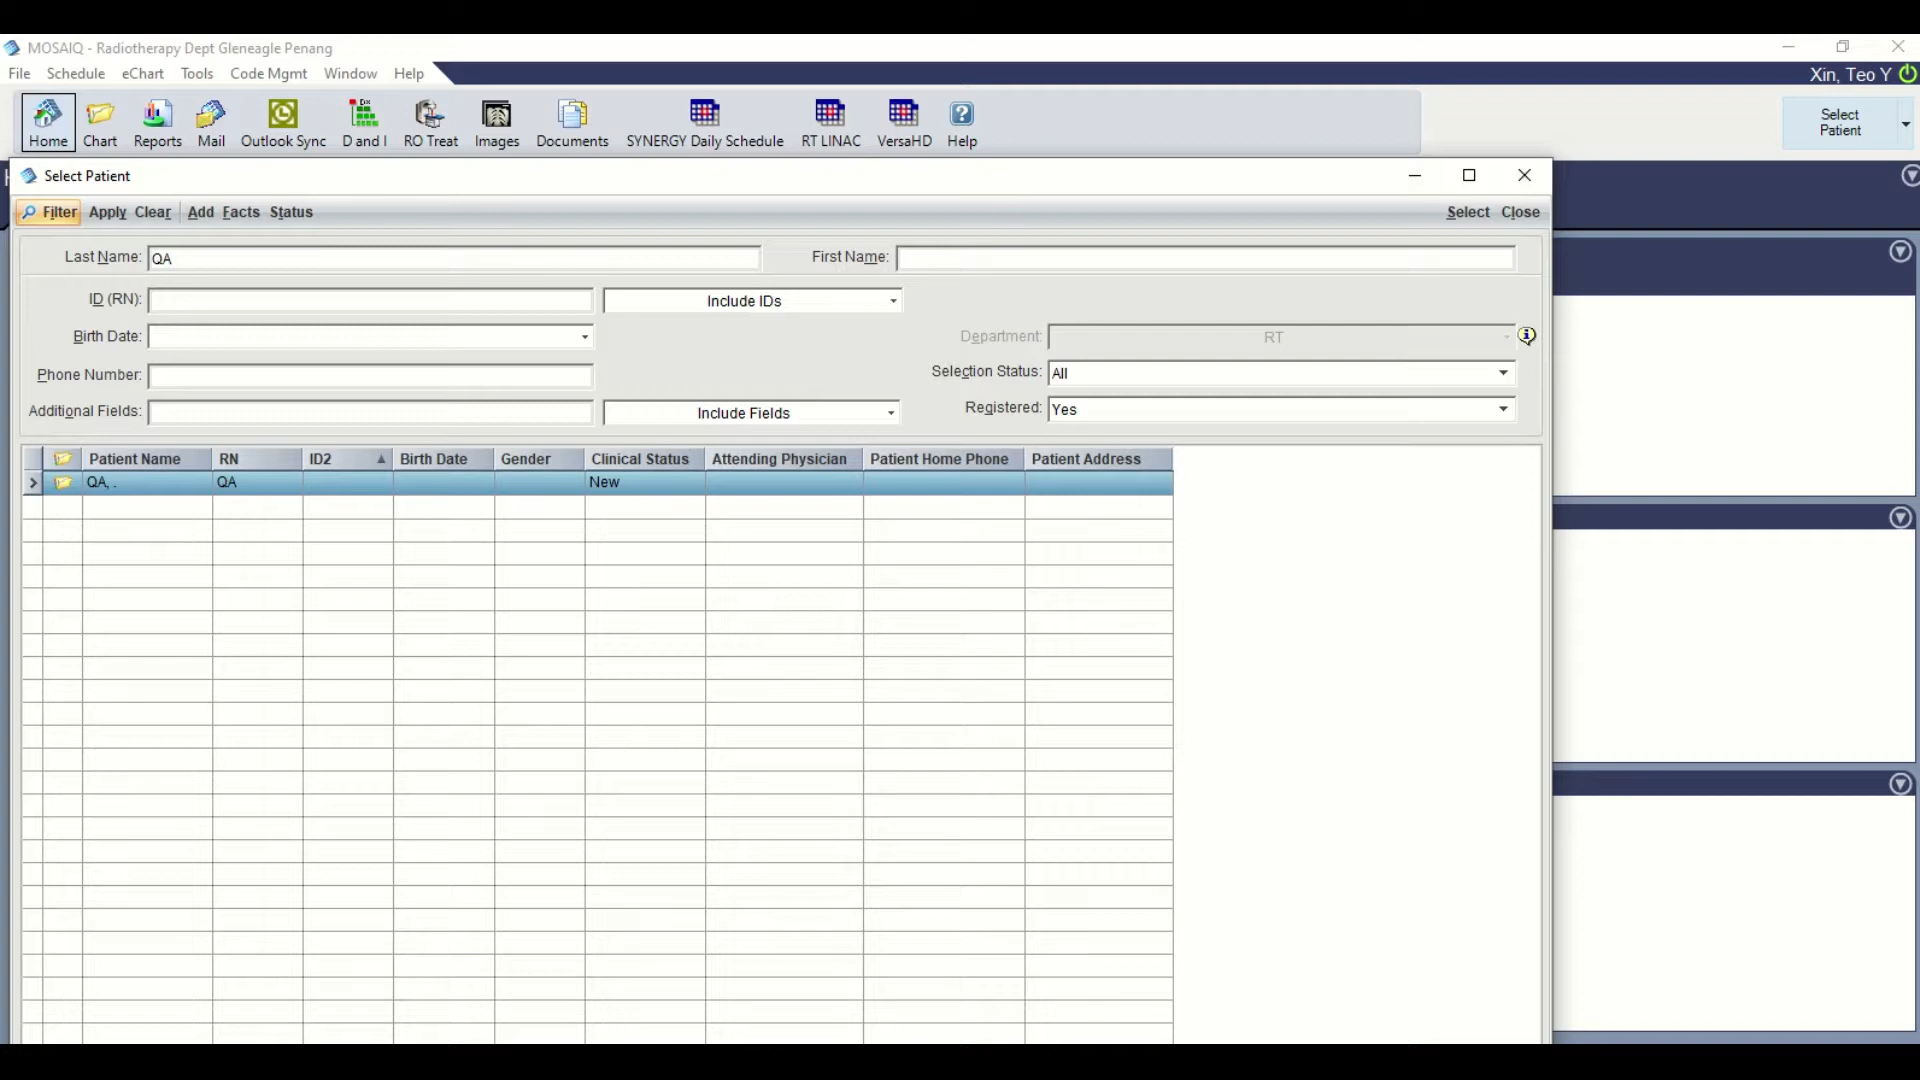 MOSAIQ - Radiotherapy Dept Gleneagle Penang
File Schedule eChart Tools Code Mgmt Window Help
Xin, Teo Y
Home Chart Reports Mail Outlook Sync D and I RO Treat Images Documents SYNERGY Daily Schedule RT LINAC VersaHD Help
Select Patient
Select Patient
Filter Apply Clear Add Facts Status Select Close
Last Name: QA First Name:
ID (RN): Include IDs
Birth Date: Department: RT
Phone Number: Selection Status: All
Additional Fields: Include Fields Registered: Yes
Patient Name RN ID2 Birth Date Gender Clinical Status Attending Physician Patient Home Phone Patient Address
QA, . QA New